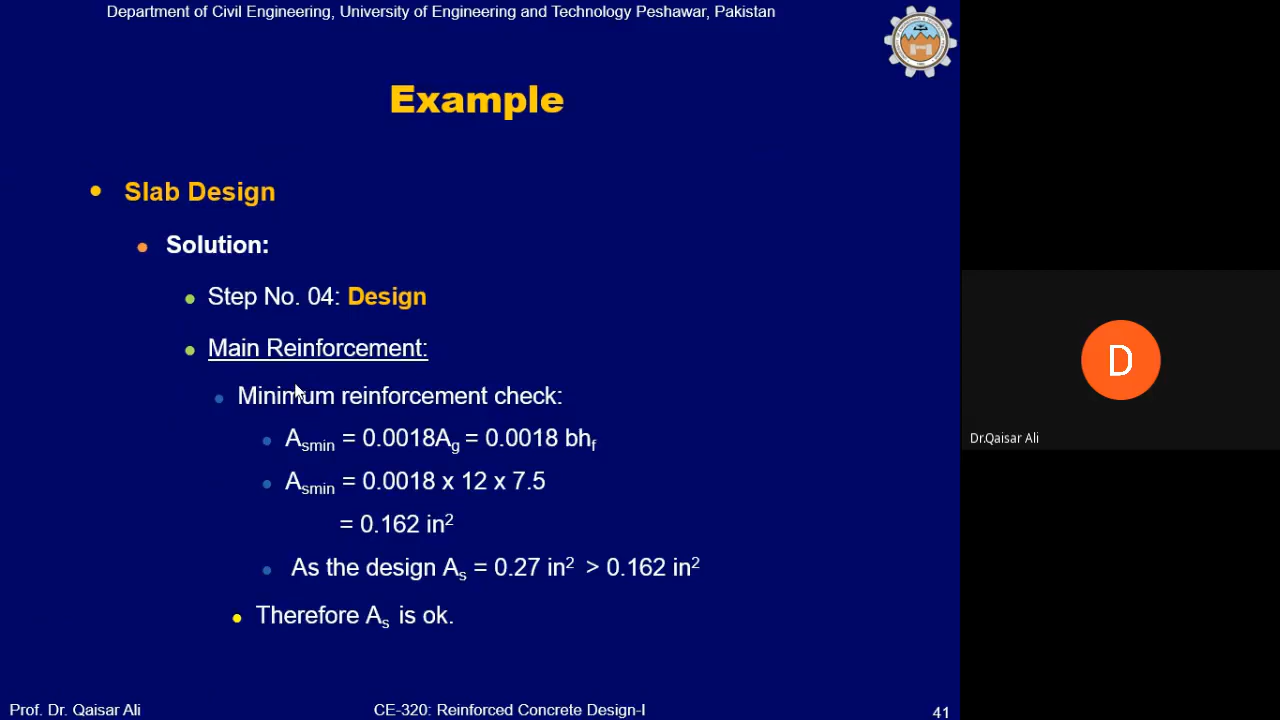 Department of Civil Engineering, University of Engineering and Technology Peshawar, Pakistan
Example
• Slab Design
• Solution:
• Step No. 04: Design
• Main Reinforcement:
• Minimum reinforcement check:
• Asmin = 0.0018Ag = 0.0018 bhf
• Asmin = 0.0018 x 12 x 7.5
= 0.162 in²
• As the design As = 0.27 in² > 0.162 in²
• Therefore As is ok.
Prof. Dr. Qaisar Ali
CE-320: Reinforced Concrete Design-I
41
D
Dr.Qaisar Ali